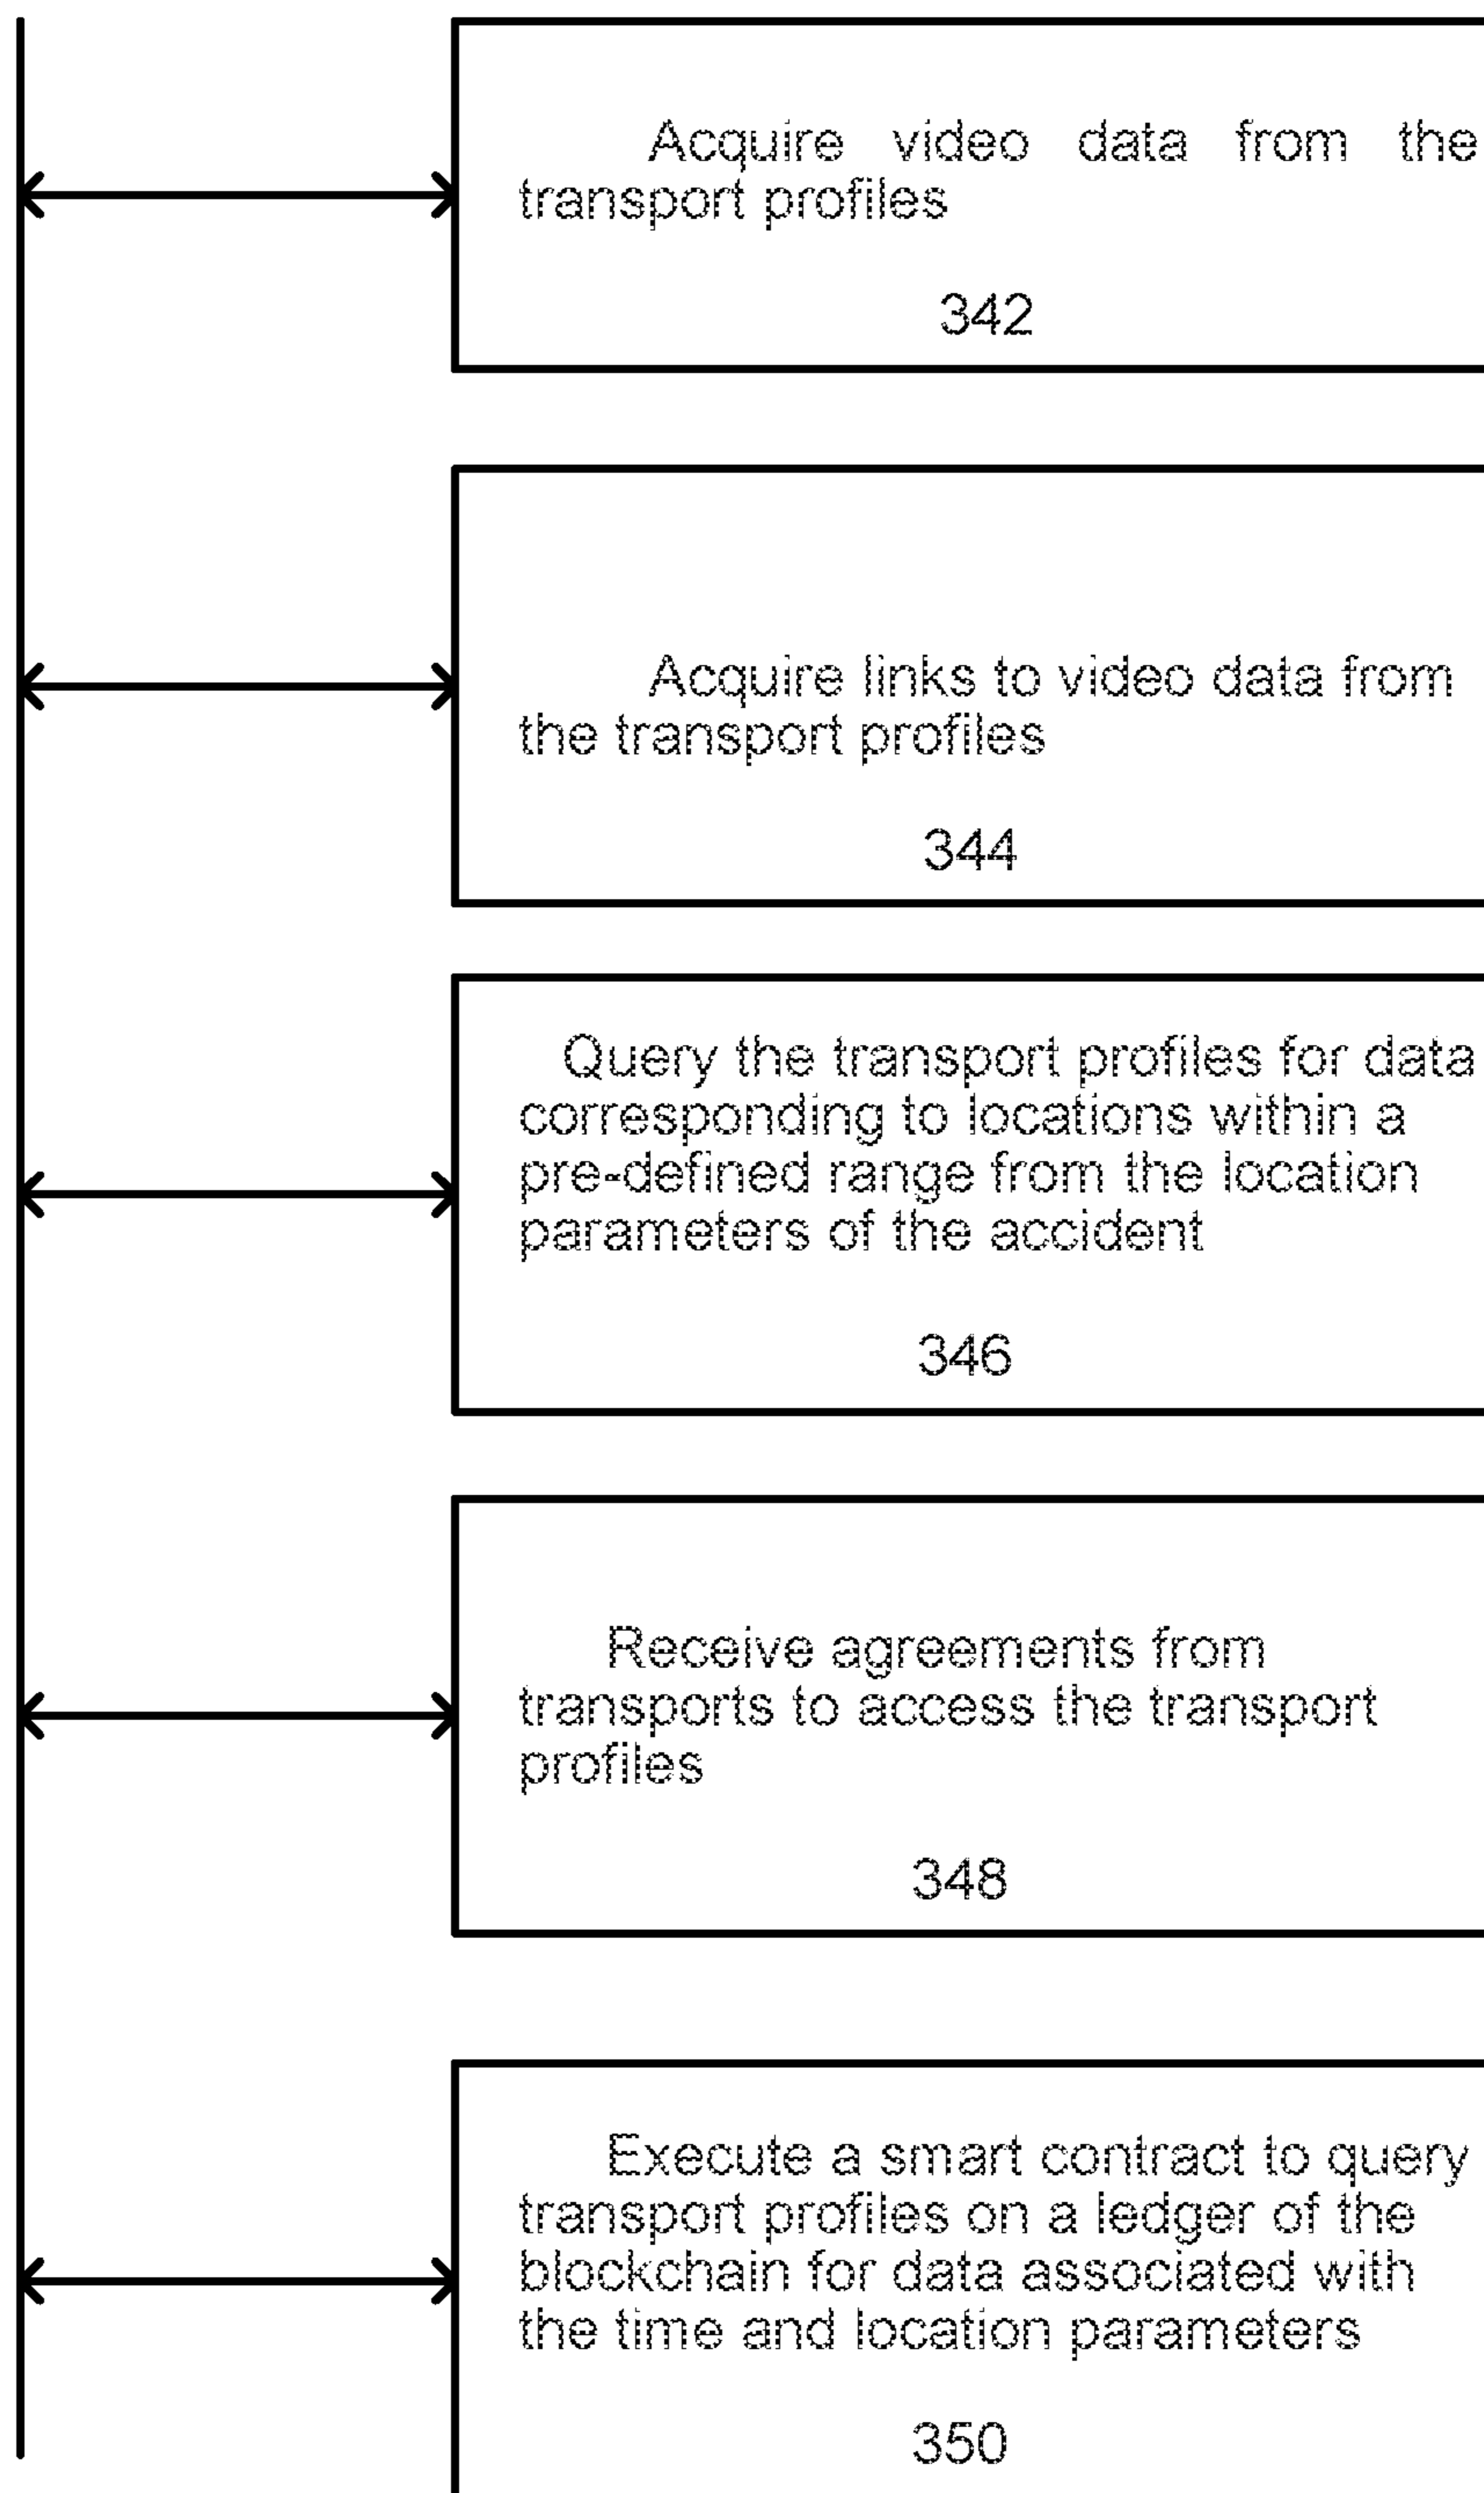 Acquire video data from the
transport profiles
342
Acquire links to video data from
the transport profiles
344
Query the transport profiles for data
corresponding to locations within a
pre-defined range from the location
parameters of the accident
346
Receive agreements from
transports to access the transport
profiles
348
Execute a smart contract to query
transport profiles on a ledger of the
blockchain for data associated with
the time and location parameters
350